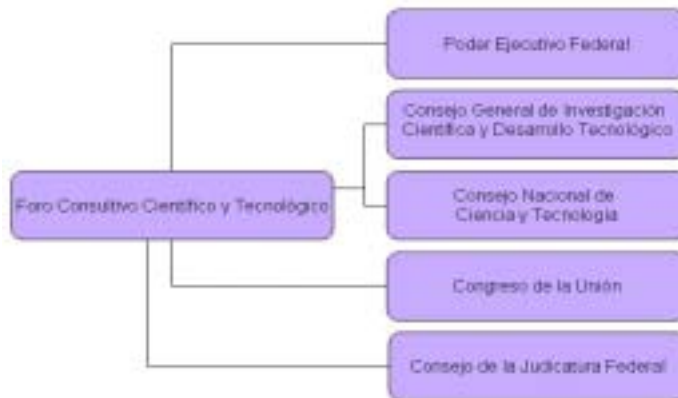 Poder Ejecutivo Federal
Consejo General de Investigación
Científica y Desarrollo Tecnológico
Foro Consultivo Científico y Tecnológico
Consejo Nacional de
Ciencia y Tecnología
Congreso de la Unión
Consejo de la Judicatura Federal